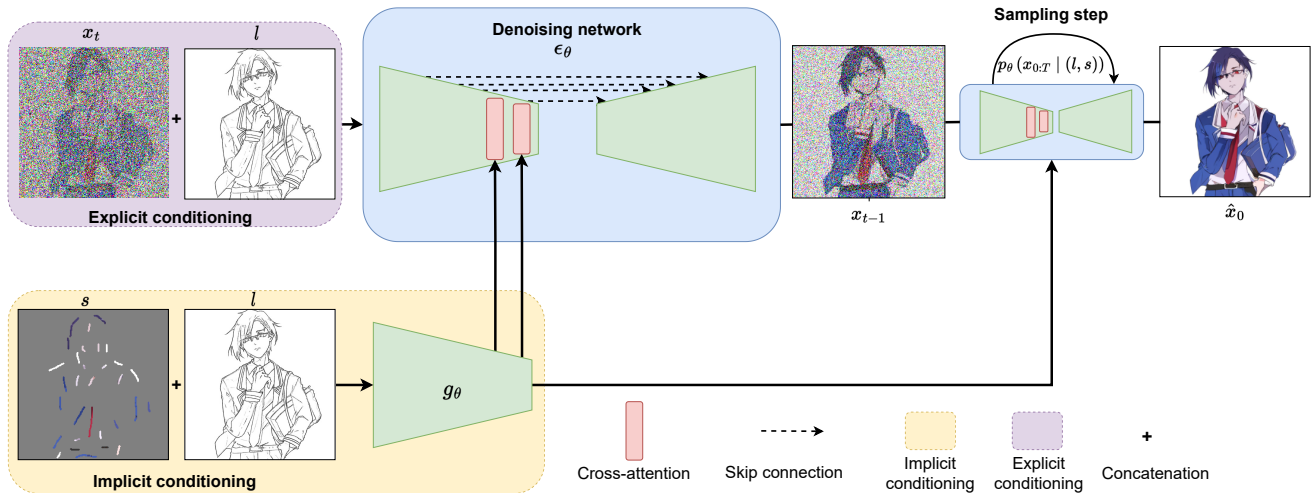 x_t
l
+
Explicit conditioning
Denoising network
ϵ_θ
x_{t−1}
Sampling step
p_θ (x_{0:T} | (l, s))
x̂_0
s
l
+
Implicit conditioning
g_θ
Cross-attention
Skip connection
Implicit
conditioning
Explicit
conditioning
+
Concatenation